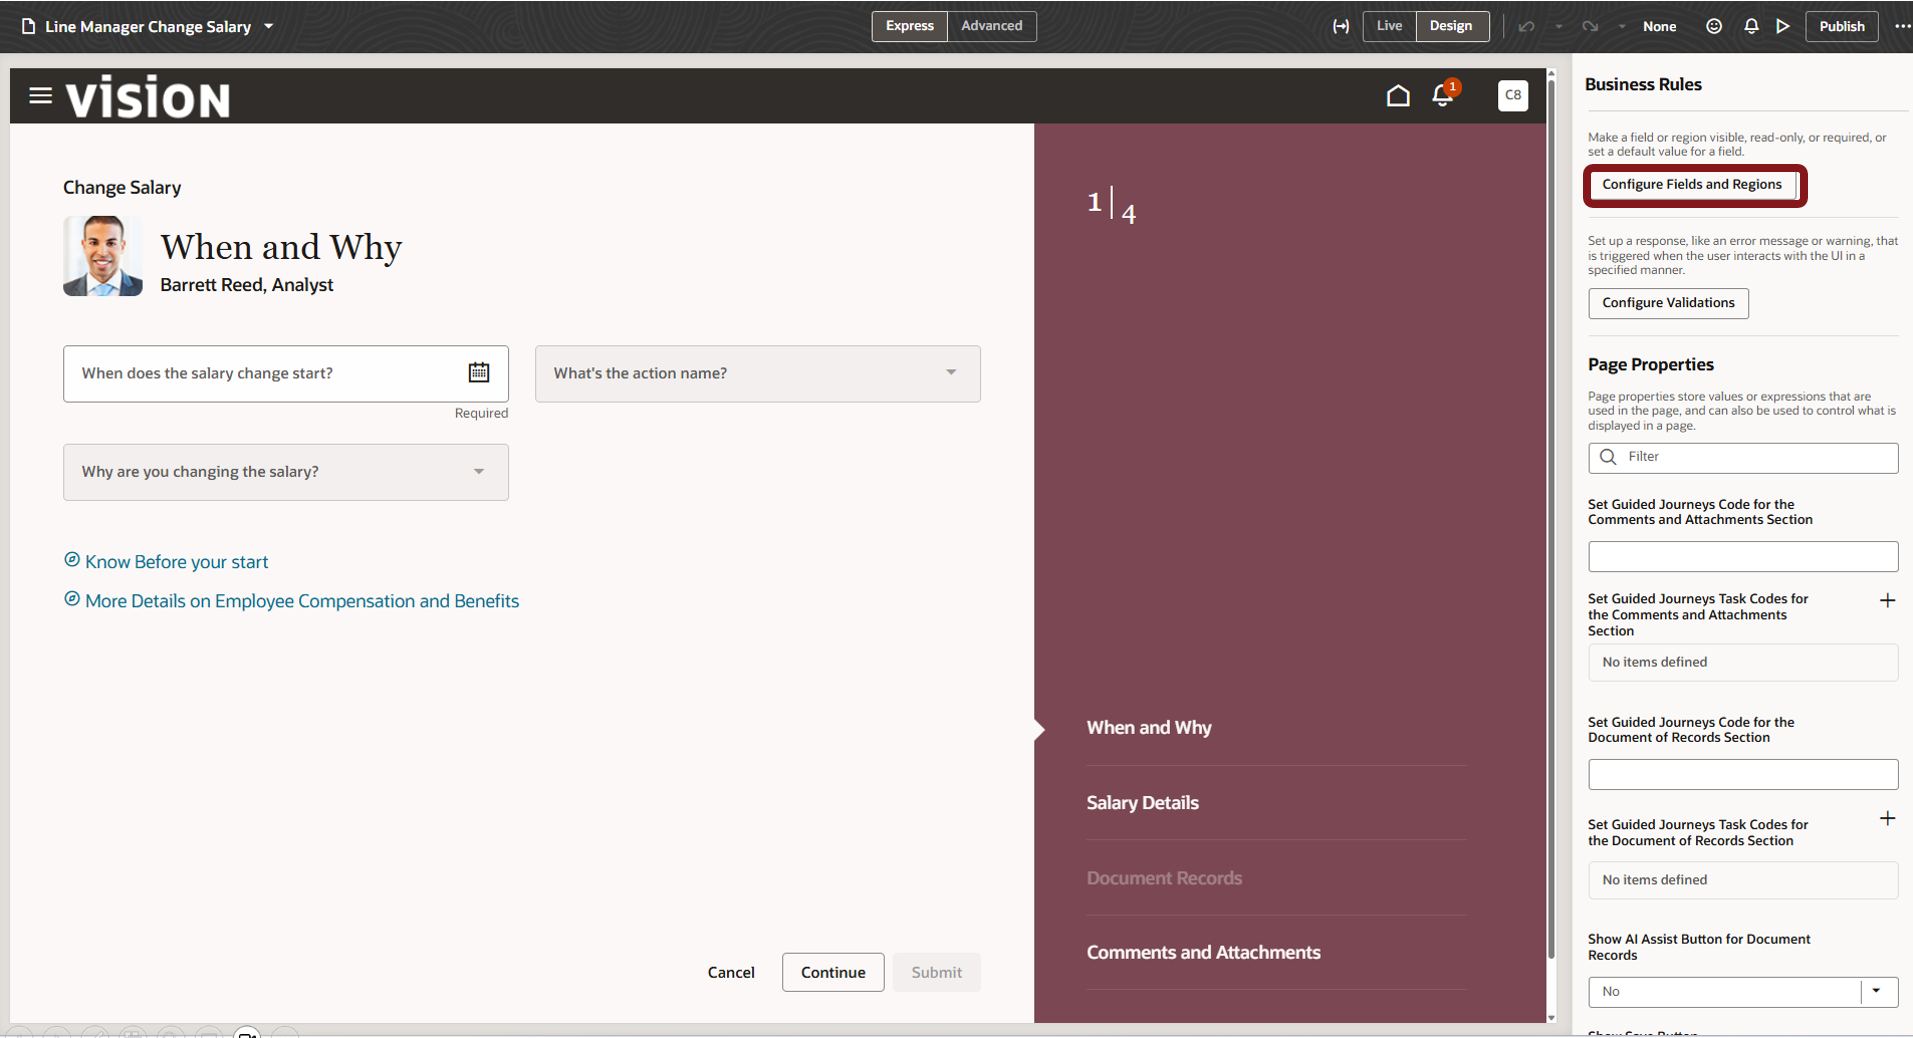 Line Manager Change Salary
Express
Advanced
Live
Design
None
Publish
vision
1
C8
Change Salary
When and Why
Barrett Reed, Analyst
When does the salary change start?
Required
What's the action name?
Why are you changing the salary?
Know Before your start
More Details on Employee Compensation and Benefits
Cancel
Continue
Submit
1
4
When and Why
Salary Details
Document Records
Comments and Attachments
Business Rules
Make a field or region visible, read-only, or required, or
set a default value for a field.
Configure Fields and Regions
Set up a response, like an error message or warning, that
is triggered when the user interacts with the UI in a
specified manner.
Configure Validations
Page Properties
Page properties store values or expressions that are
used in the page, and can also be used to control what is
displayed in a page.
Filter
Set Guided Journeys Code for the
Comments and Attachments Section
Set Guided Journeys Task Codes for
the Comments and Attachments
Section
No items defined
Set Guided Journeys Code for the
Document of Records Section
Set Guided Journeys Task Codes for
the Document of Records Section
No items defined
Show AI Assist Button for Document
Records
No